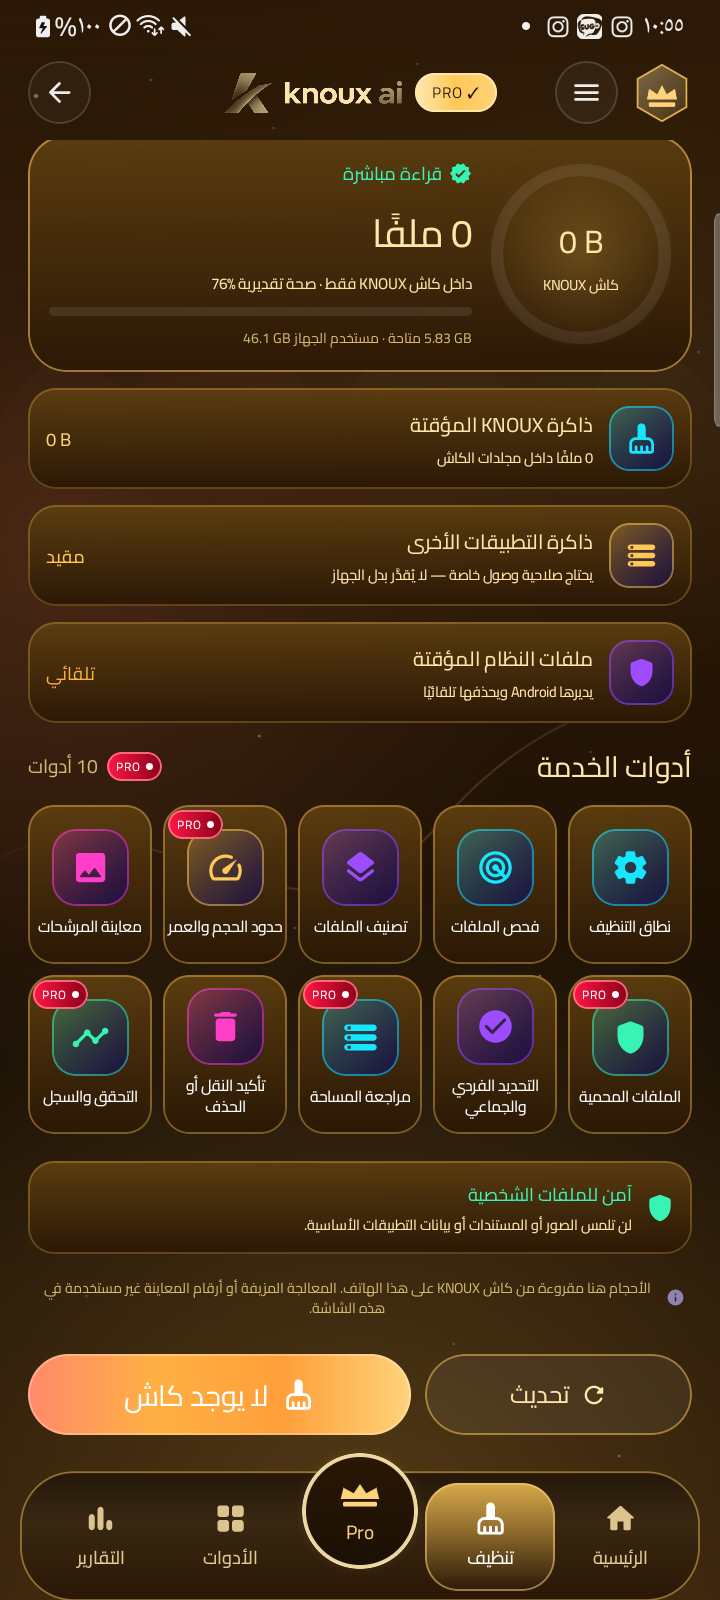 ١٠:٥٥
%١٠٠
knoux ai
PRO ✓
قراءة مباشرة
0 ملفًا
داخل كاش KNOUX فقط · صحة تقديرية 76%
5.83 GB متاحة · مستخدم الجهاز 46.1 GB
0 B
كاش KNOUX
ذاكرة KNOUX المؤقتة
0 ملفًا داخل مجلدات الكاش
0 B
ذاكرة التطبيقات الأخرى
يحتاج صلاحية وصول خاصة — لا يُقدَّر بدل الجهاز
مقيد
ملفات النظام المؤقتة
يديرها Android ويحذفها تلقائيًا
تلقائي
أدوات الخدمة
PRO
10 أدوات
نطاق التنظيف
فحص الملفات
تصنيف الملفات
PRO
حدود الحجم والعمر
معاينة المرشحات
PRO
الملفات المحمية
التحديد الفردي
والجماعي
PRO
مراجعة المساحة
تأكيد النقل أو
الحذف
PRO
التحقق والسجل
آمن للملفات الشخصية
لن تلمس الصور أو المستندات أو بيانات التطبيقات الأساسية.
الأحجام هنا مقروءة من كاش KNOUX على هذا الهاتف. المعالجة المزيفة أو أرقام المعاينة غير مستخدمة في
هذه الشاشة.
تحديث
لا يوجد كاش
الرئيسية
تنظيف
Pro
الأدوات
التقارير